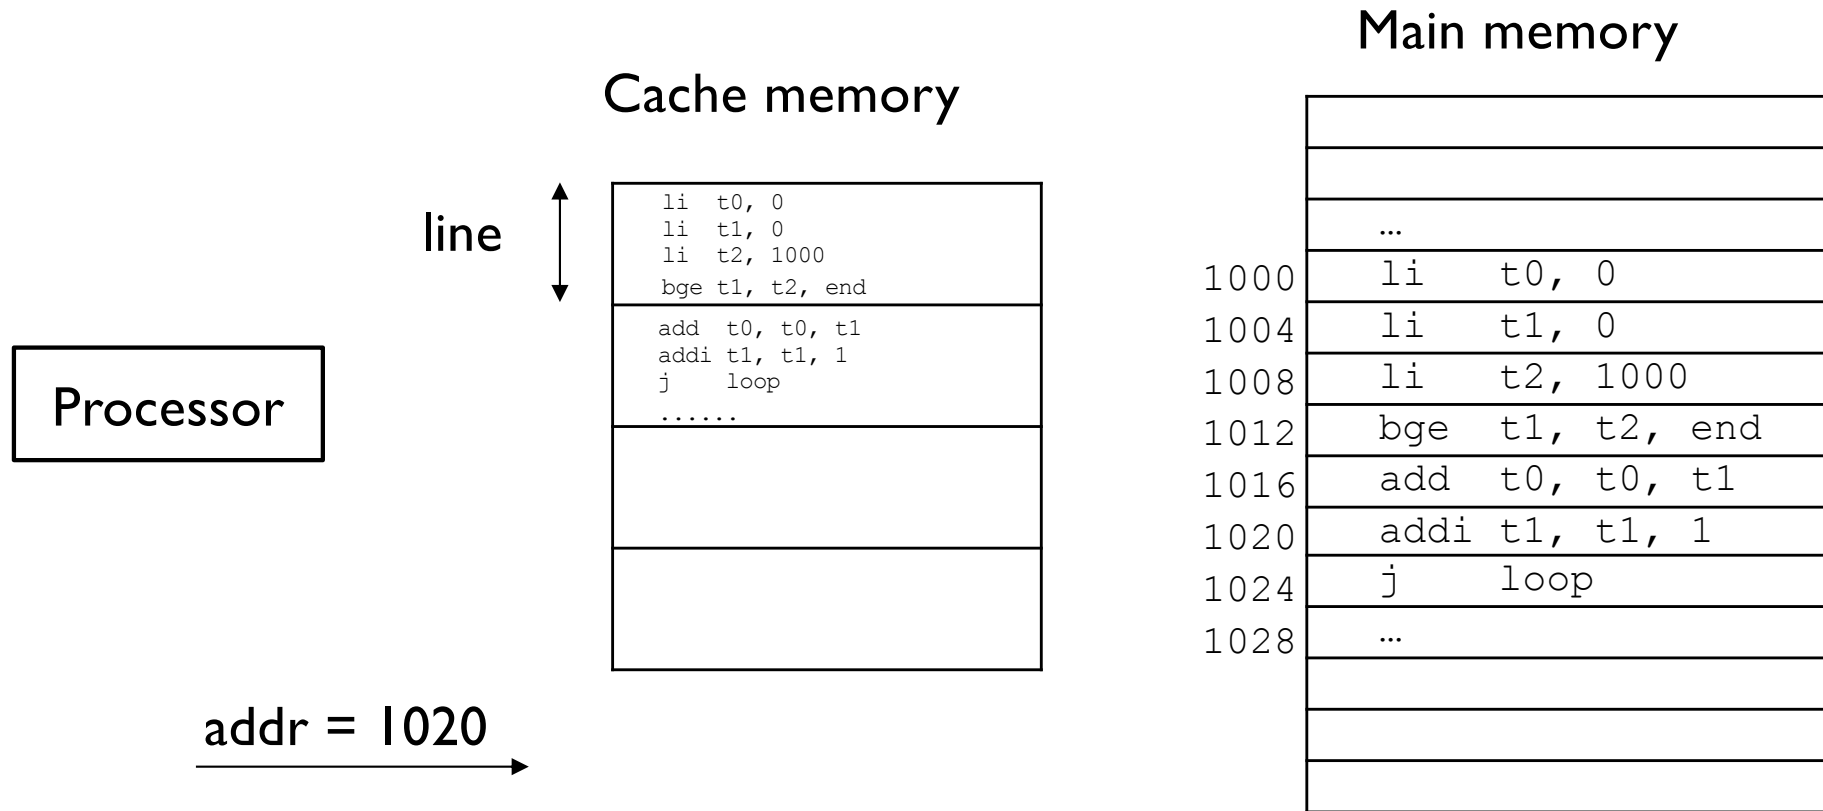 Main memory
Cache memory
line
li t0, 0
li t1, 0
li t2, 1000
bge t1, t2, end
add t0, t0, t1
addi t1, t1, 1
j loop
......
Processor
addr = 1020
…
1000 li t0, 0
1004 li t1, 0
1008 li t2, 1000
1012 bge t1, t2, end
1016 add t0, t0, t1
1020 addi t1, t1, 1
1024 j loop
1028 …